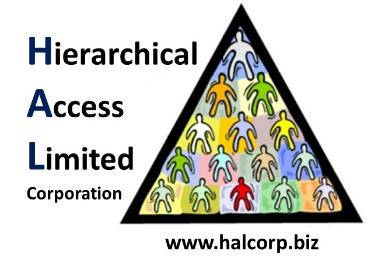 Hierarchical
Access
Limited
Corporation
www.halcorp.biz